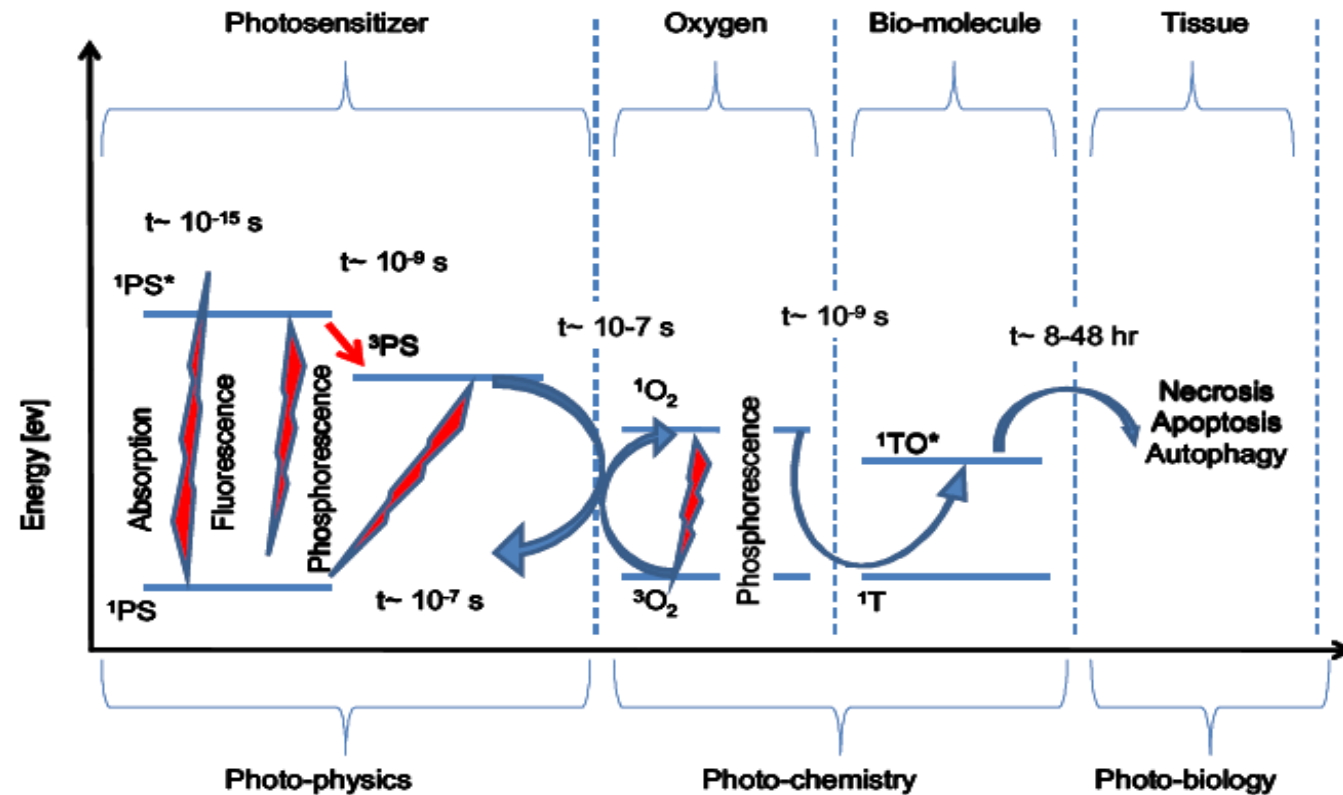 Photosensitizer
Oxygen
Bio-molecule
Tissue
t~ 10⁻¹⁵ s
t~ 10⁻⁹ s
¹PS*
³PS
t~ 10-7 s
t~ 10⁻⁹ s
t~ 8-48 hr
¹O₂
¹TO*
Necrosis
Apoptosis
Autophagy
Energy [ev]
Absorption
Fluorescence
Phosphorescence
Phosphorescence
¹PS
t~ 10⁻⁷ s
³O₂
¹T
Photo-physics
Photo-chemistry
Photo-biology